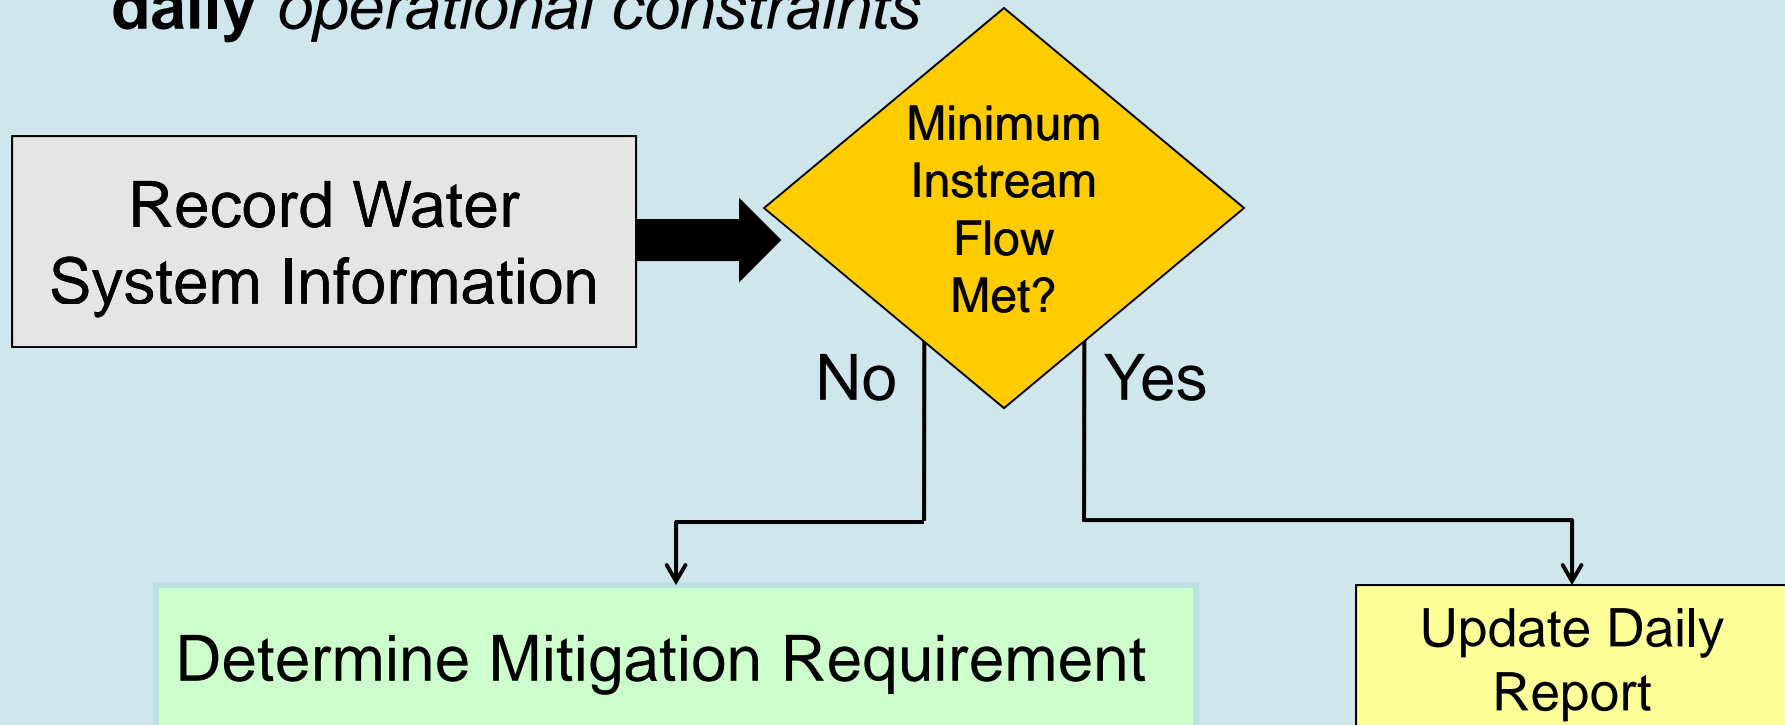 daily operational constraints
Minimum
Instream
Flow
Met?
Record Water
System Information
No
Yes
Determine Mitigation Requirement
Update Daily
Report